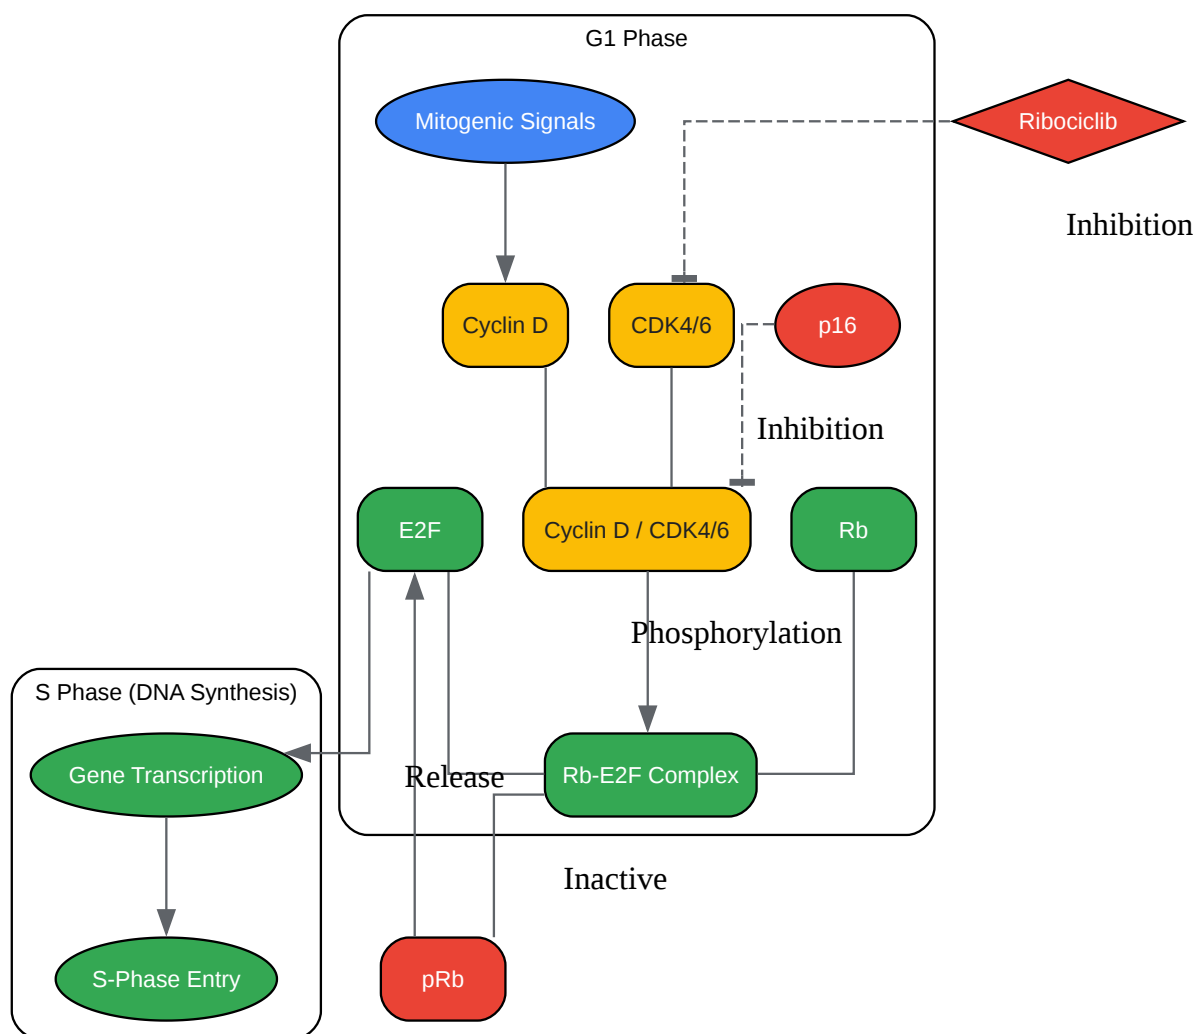 G1 Phase
Mitogenic Signals
Ribociclib
Inhibition
Cyclin D
CDK4/6
p16
Inhibition
E2F
Cyclin D / CDK4/6
Rb
Phosphorylation
S Phase (DNA Synthesis)
Gene Transcription
Release
Rb-E2F Complex
Inactive
S-Phase Entry
pRb